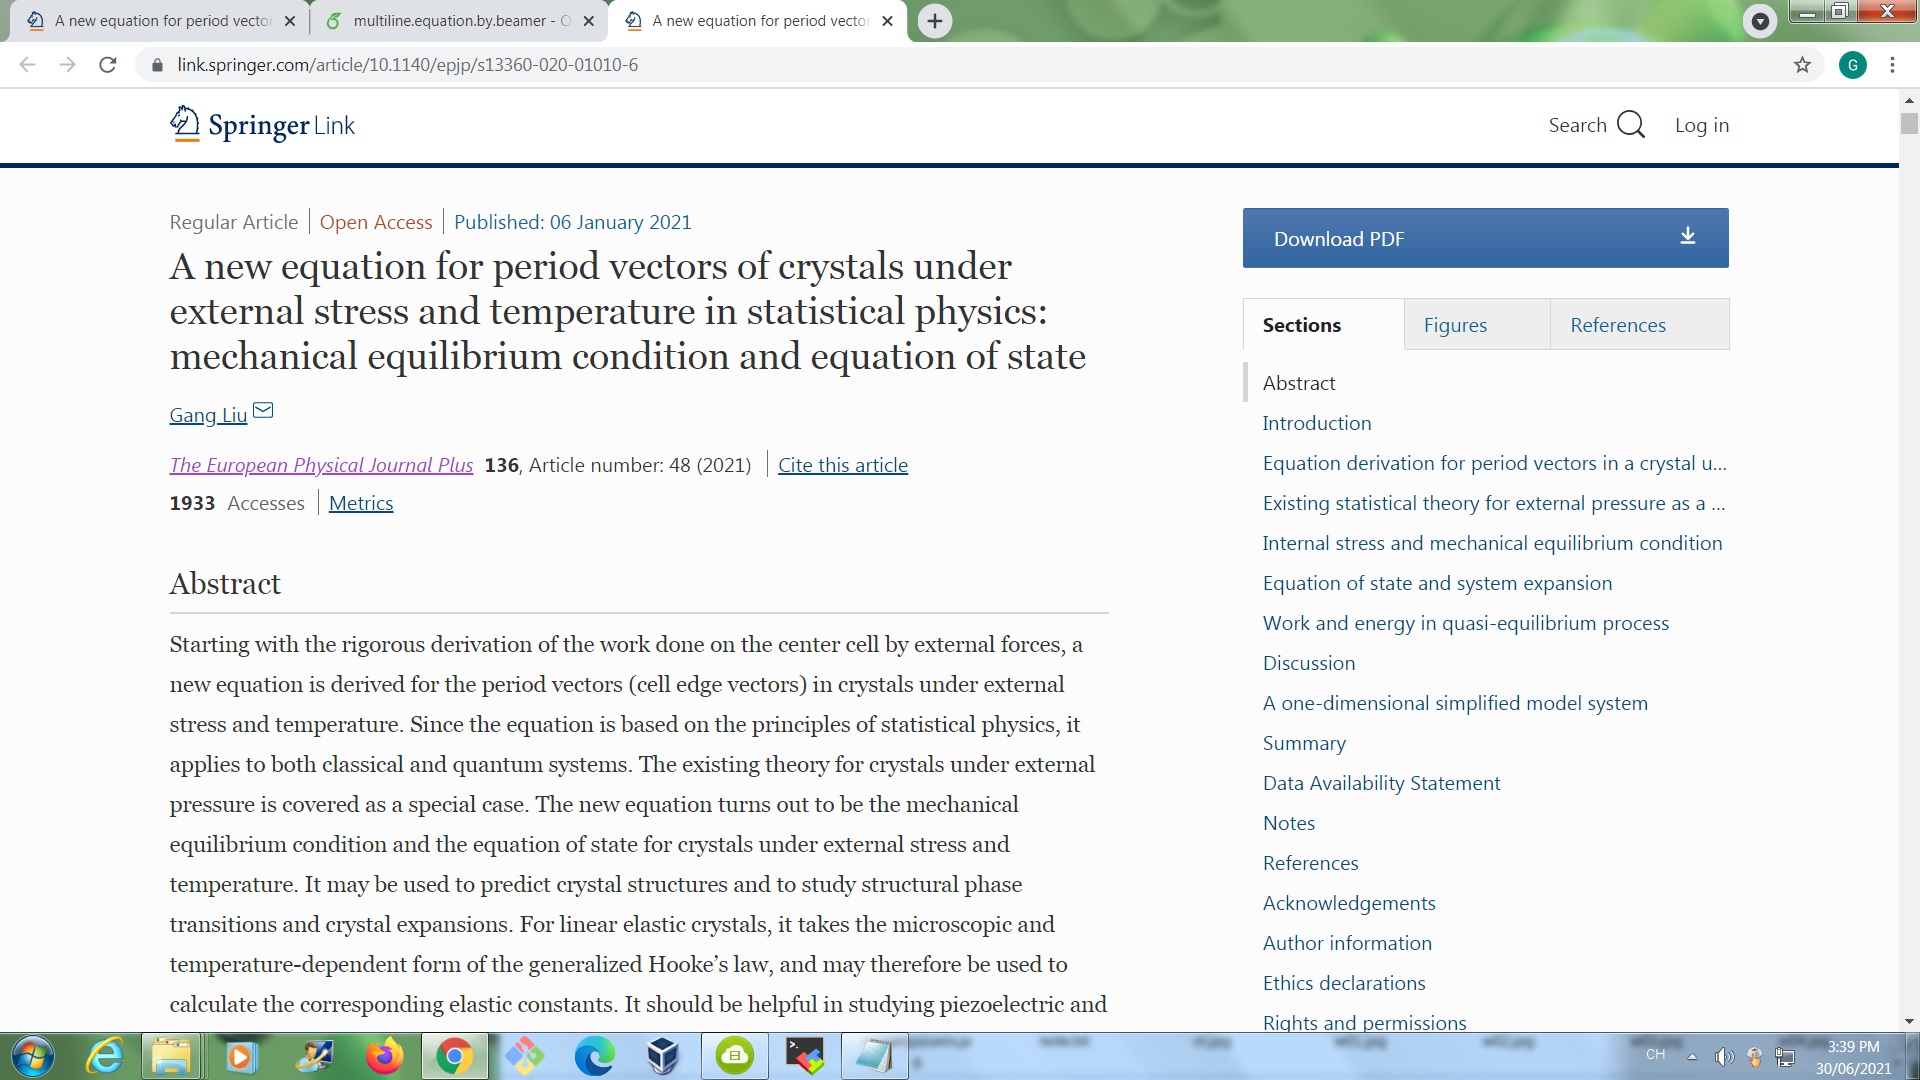 A new equation for period vector
multiline.equation.by.beamer - O
A new equation for period vector
link.springer.com/article/10.1140/epjp/s13360-020-01010-6
G
Springer Link
Search
Log in
Regular Article | Open Access | Published: 06 January 2021
A new equation for period vectors of crystals under
external stress and temperature in statistical physics:
mechanical equilibrium condition and equation of state
Gang Liu
The European Physical Journal Plus 136, Article number: 48 (2021) | Cite this article
1933 Accesses | Metrics
Abstract
Starting with the rigorous derivation of the work done on the center cell by external forces, a
new equation is derived for the period vectors (cell edge vectors) in crystals under external
stress and temperature. Since the equation is based on the principles of statistical physics, it
applies to both classical and quantum systems. The existing theory for crystals under external
pressure is covered as a special case. The new equation turns out to be the mechanical
equilibrium condition and the equation of state for crystals under external stress and
temperature. It may be used to predict crystal structures and to study structural phase
transitions and crystal expansions. For linear elastic crystals, it takes the microscopic and
temperature-dependent form of the generalized Hooke’s law, and may therefore be used to
calculate the corresponding elastic constants. It should be helpful in studying piezoelectric and
Download PDF
Sections
Figures
References
Abstract
Introduction
Equation derivation for period vectors in a crystal u...
Existing statistical theory for external pressure as a ...
Internal stress and mechanical equilibrium condition
Equation of state and system expansion
Work and energy in quasi-equilibrium process
Discussion
A one-dimensional simplified model system
Summary
Data Availability Statement
Notes
References
Acknowledgements
Author information
Ethics declarations
Rights and permissions
CH
3:39 PM
30/06/2021